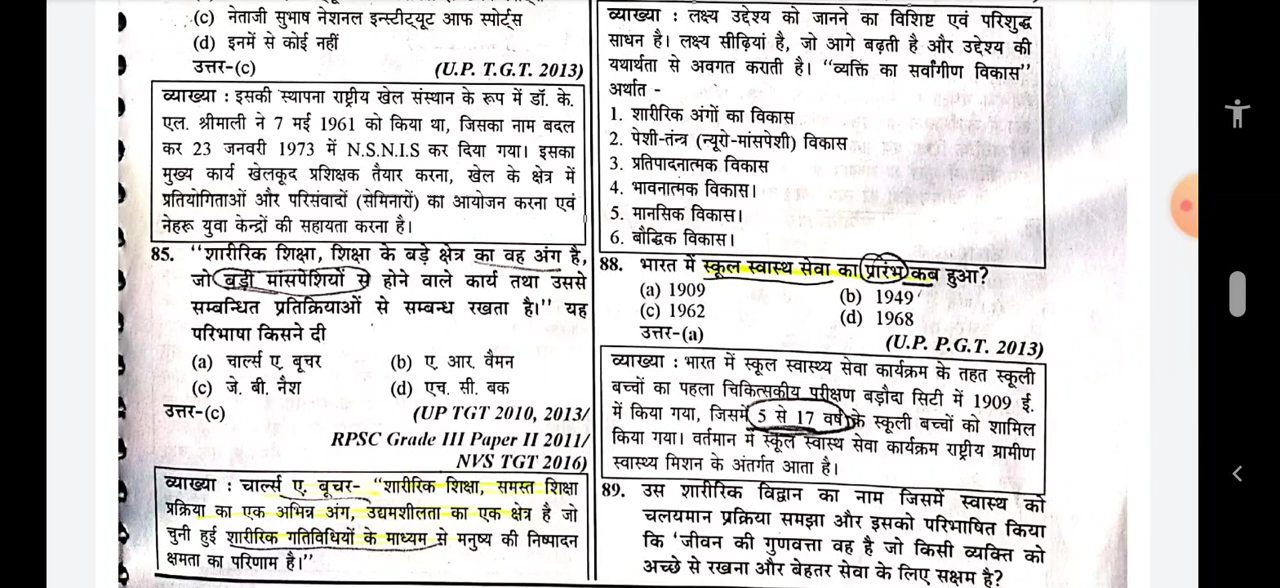 (c) नेताजी सुभाष नेशनल इन्स्टीट्यूट आफ स्पोर्ट्स
(d) इनमें से कोई नहीं
उत्तर-(c) (U.P. T.G.T. 2013)
व्याख्या : इसकी स्थापना राष्ट्रीय खेल संस्थान के रूप में डॉ. के.
एल. श्रीमाली ने 7 मई 1961 को किया था, जिसका नाम बदल
कर 23 जनवरी 1973 में N.S.N.I.S कर दिया गया। इसका
मुख्य कार्य खेलकूद प्रशिक्षक तैयार करना, खेल के क्षेत्र में
प्रतियोगिताओं और परिसंवादों (सेमिनारों) का आयोजन करना एवं
नेहरू युवा केन्द्रों की सहायता करना है।
85. “शारीरिक शिक्षा, शिक्षा के बड़े क्षेत्र का वह अंग है,
जो बड़ी मांसपेशियों से होने वाले कार्य तथा उससे
सम्बन्धित प्रतिक्रियाओं से सम्बन्ध रखता है।” यह
परिभाषा किसने दी
(a) चार्ल्स ए. बूचर (b) ए. आर. वैमन
(c) जे. बी. नैश (d) एच. सी. बक
उत्तर-(c) (UP TGT 2010, 2013/
RPSC Grade III Paper II 2011/
NVS TGT 2016)
व्याख्या : चार्ल्स ए. बूचर- “शारीरिक शिक्षा, समस्त शिक्षा
प्रक्रिया का एक अभिन्न अंग, उद्यमशीलता का एक क्षेत्र है जो
चुनी हुई शारीरिक गतिविधियों के माध्यम से मनुष्य की निष्पादन
क्षमता का परिणाम है।”
व्याख्या : लक्ष्य उद्देश्य को जानने का विशिष्ट एवं परिशुद्ध
साधन है। लक्ष्य सीढ़ियां है, जो आगे बढ़ती है और उद्देश्य की
यथार्थता से अवगत कराती है। “व्यक्ति का सर्वांगीण विकास”
अर्थात -
1. शारीरिक अंगों का विकास
2. पेशी-तंन्त्र (न्यूरो-मांसपेशी) विकास
3. प्रतिपादनात्मक विकास
4. भावनात्मक विकास।
5. मानसिक विकास।
6. बौद्धिक विकास।
88. भारत में स्कूल स्वास्थ सेवा का प्रारंभ कब हुआ?
(a) 1909 (b) 1949
(c) 1962 (d) 1968
उत्तर-(a) (U.P. P.G.T. 2013)
व्याख्या : भारत में स्कूल स्वास्थ्य सेवा कार्यक्रम के तहत स्कूली
बच्चों का पहला चिकित्सकीय परीक्षण बड़ौदा सिटी में 1909 ई.
में किया गया, जिसमें 5 से 17 वर्ष के स्कूली बच्चों को शामिल
किया गया। वर्तमान में स्कूल स्वास्थ सेवा कार्यक्रम राष्ट्रीय ग्रामीण
स्वास्थ्य मिशन के अंतर्गत आता है।
89. उस शारीरिक विद्वान का नाम जिसमें स्वास्थ को
चलयमान प्रक्रिया समझा और इसको परिभाषित किया
कि ‘जीवन की गुणवत्ता वह है जो किसी व्यक्ति को
अच्छे से रखना और बेहतर सेवा के लिए सक्षम है?